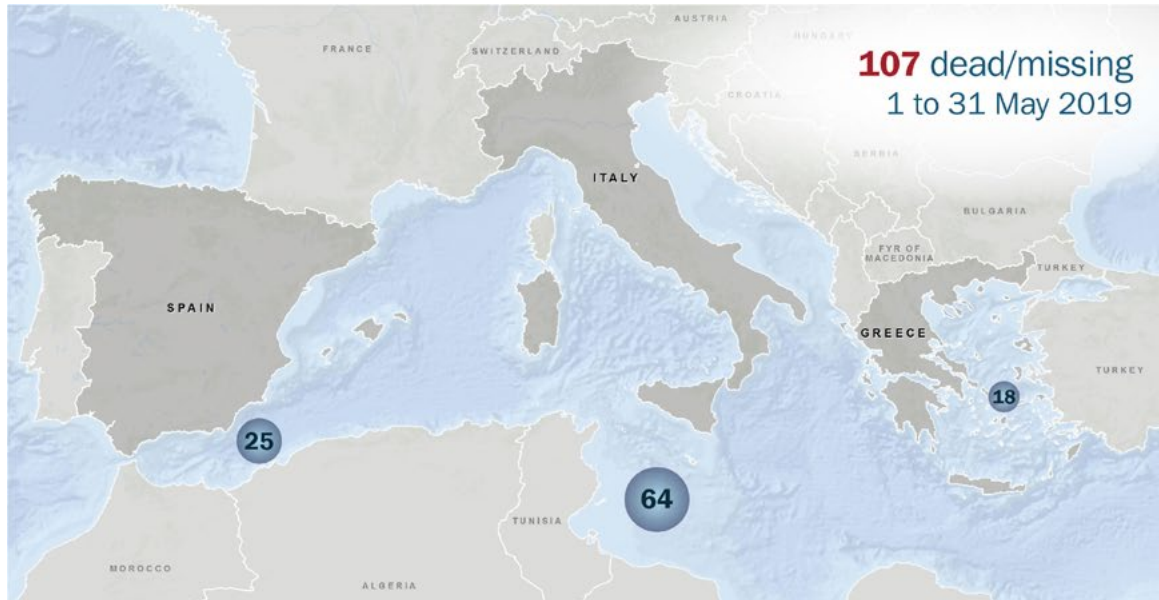 AUSTRIA
HUNGARY
FRANCE
SWITZERLAND
107 dead/missing
CROATIA
1 to 31 May 2019
SERBIA
ITALY
BULGARIA
FYR OF
MACEDONIA
TURKEY
SPAIN
GREECE
TURKEY
18
25
64
TUNISIA
MOROCCO
ALGERIA